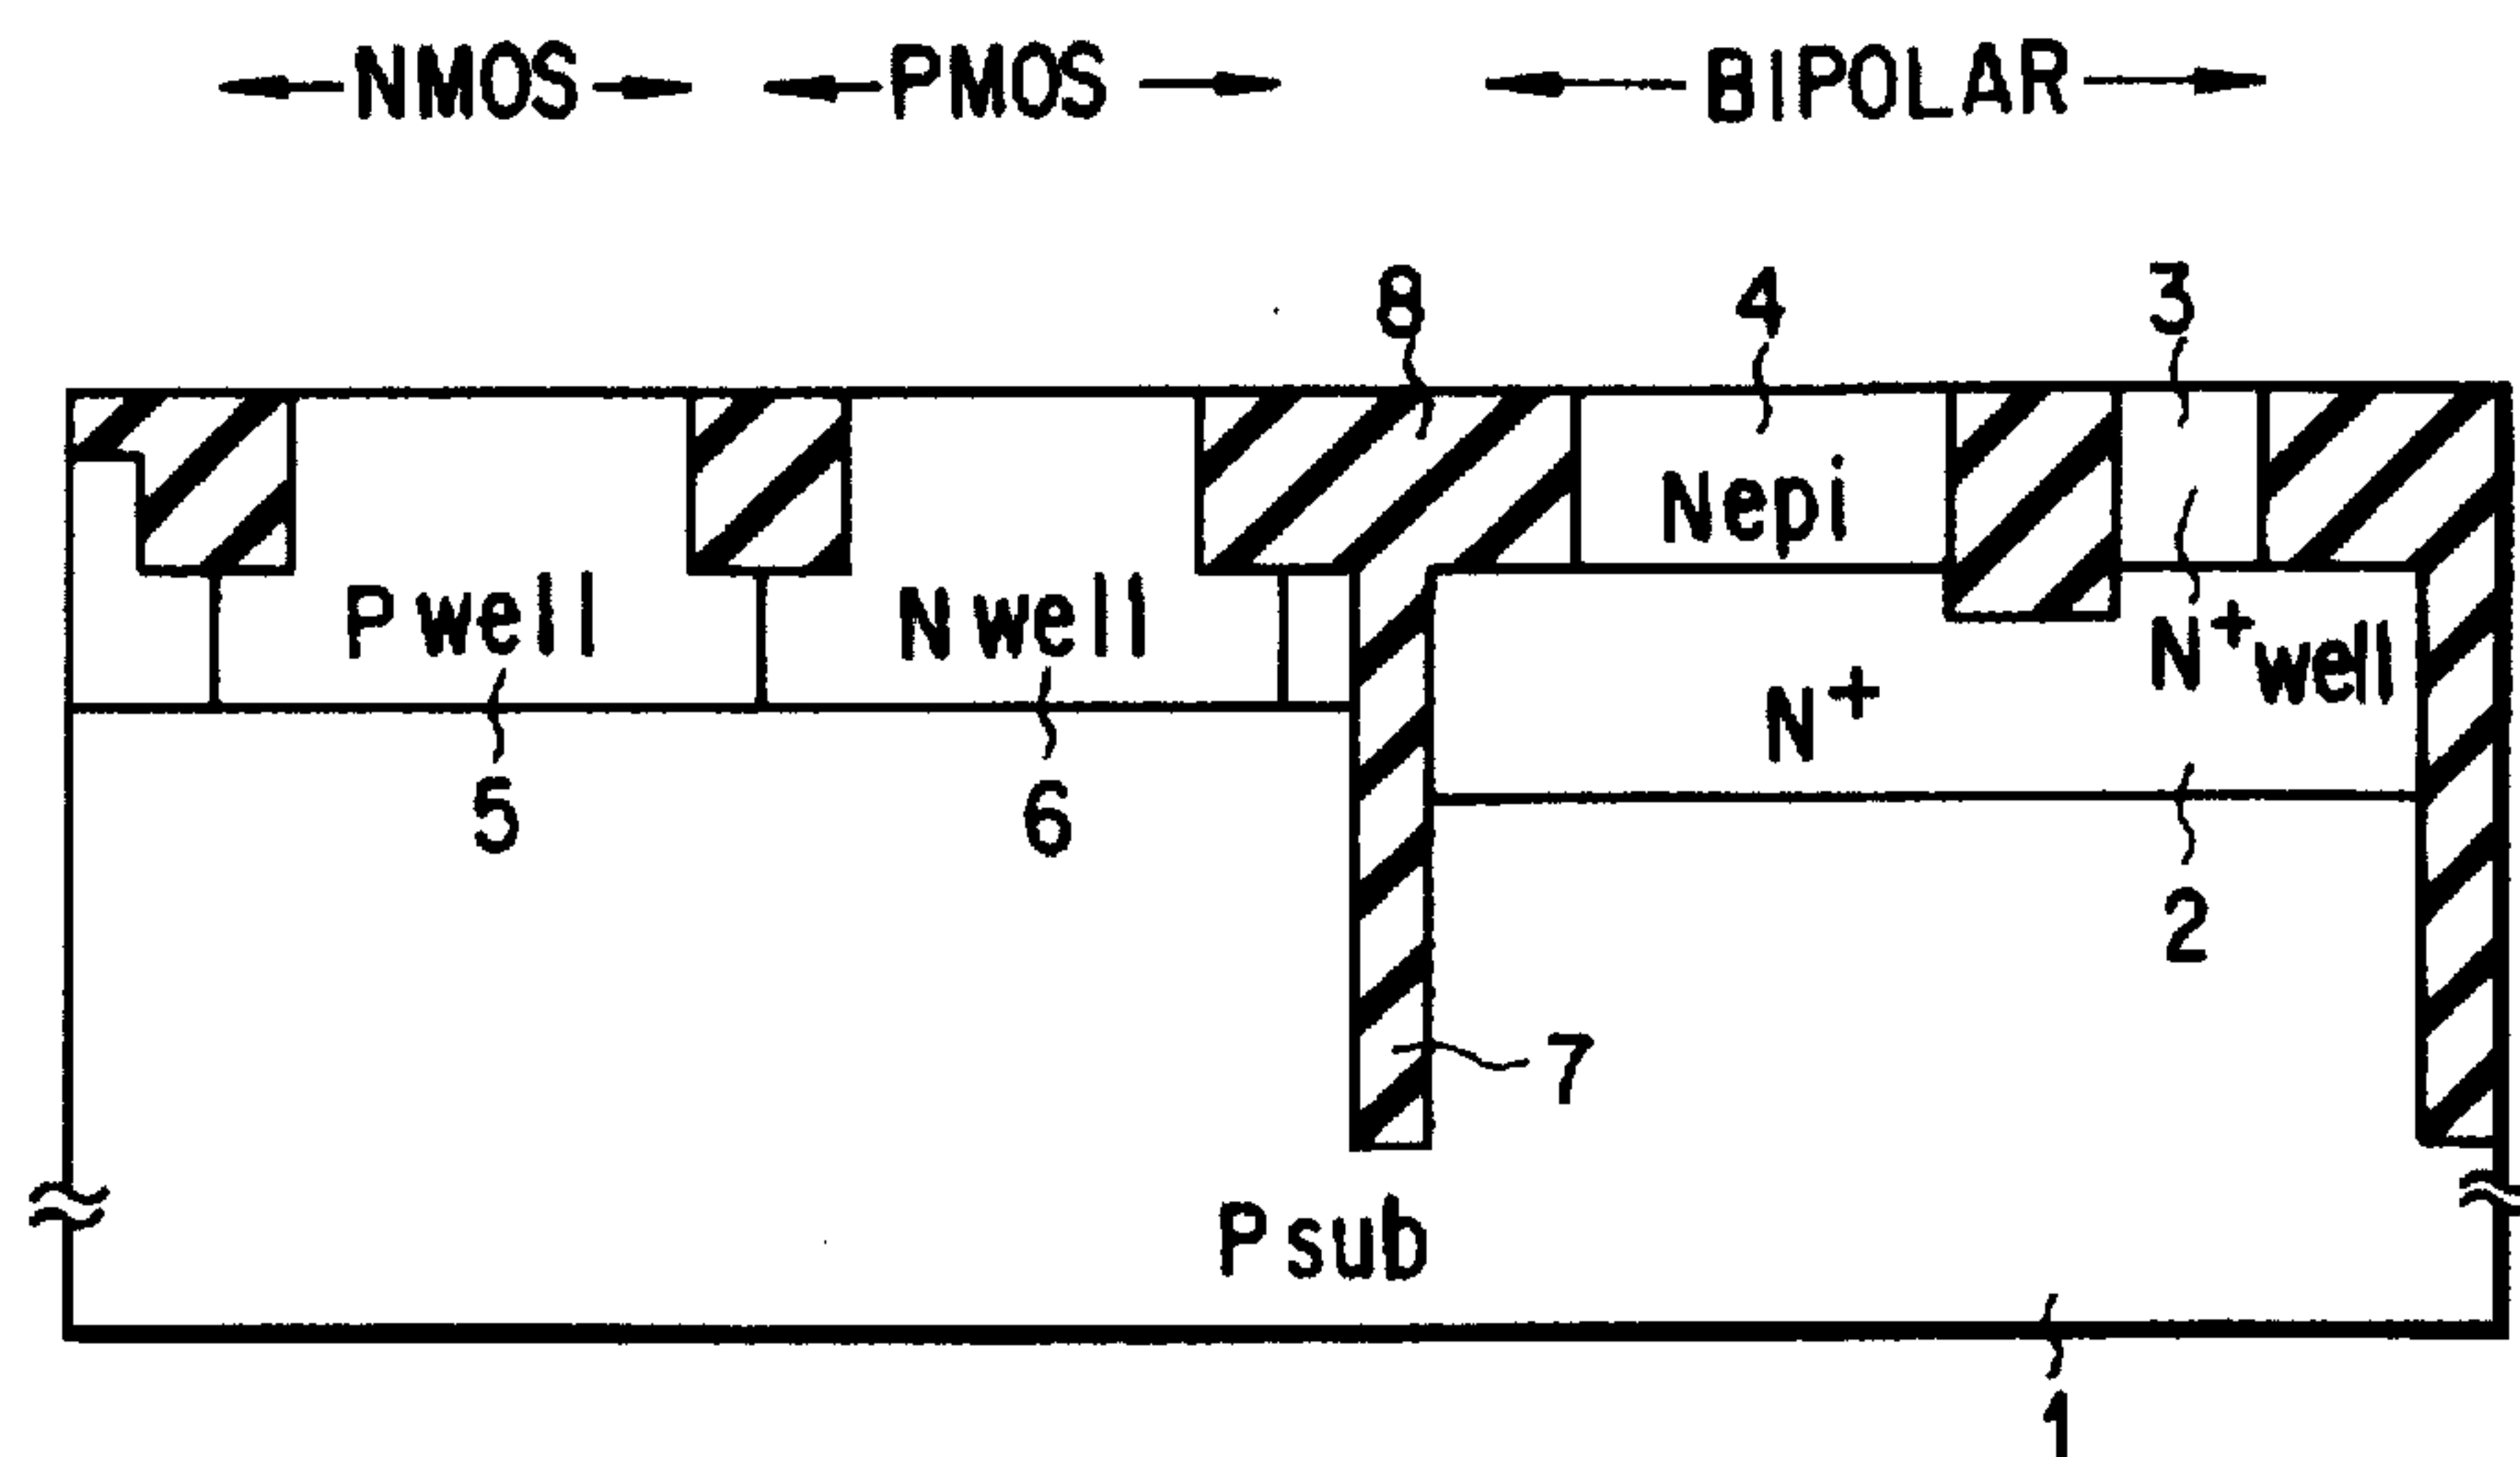 NMOS PMOS BIPOLAR
8 4 3
Nepi
P well N well N+ well
N+
5 6
2
7
P sub
1